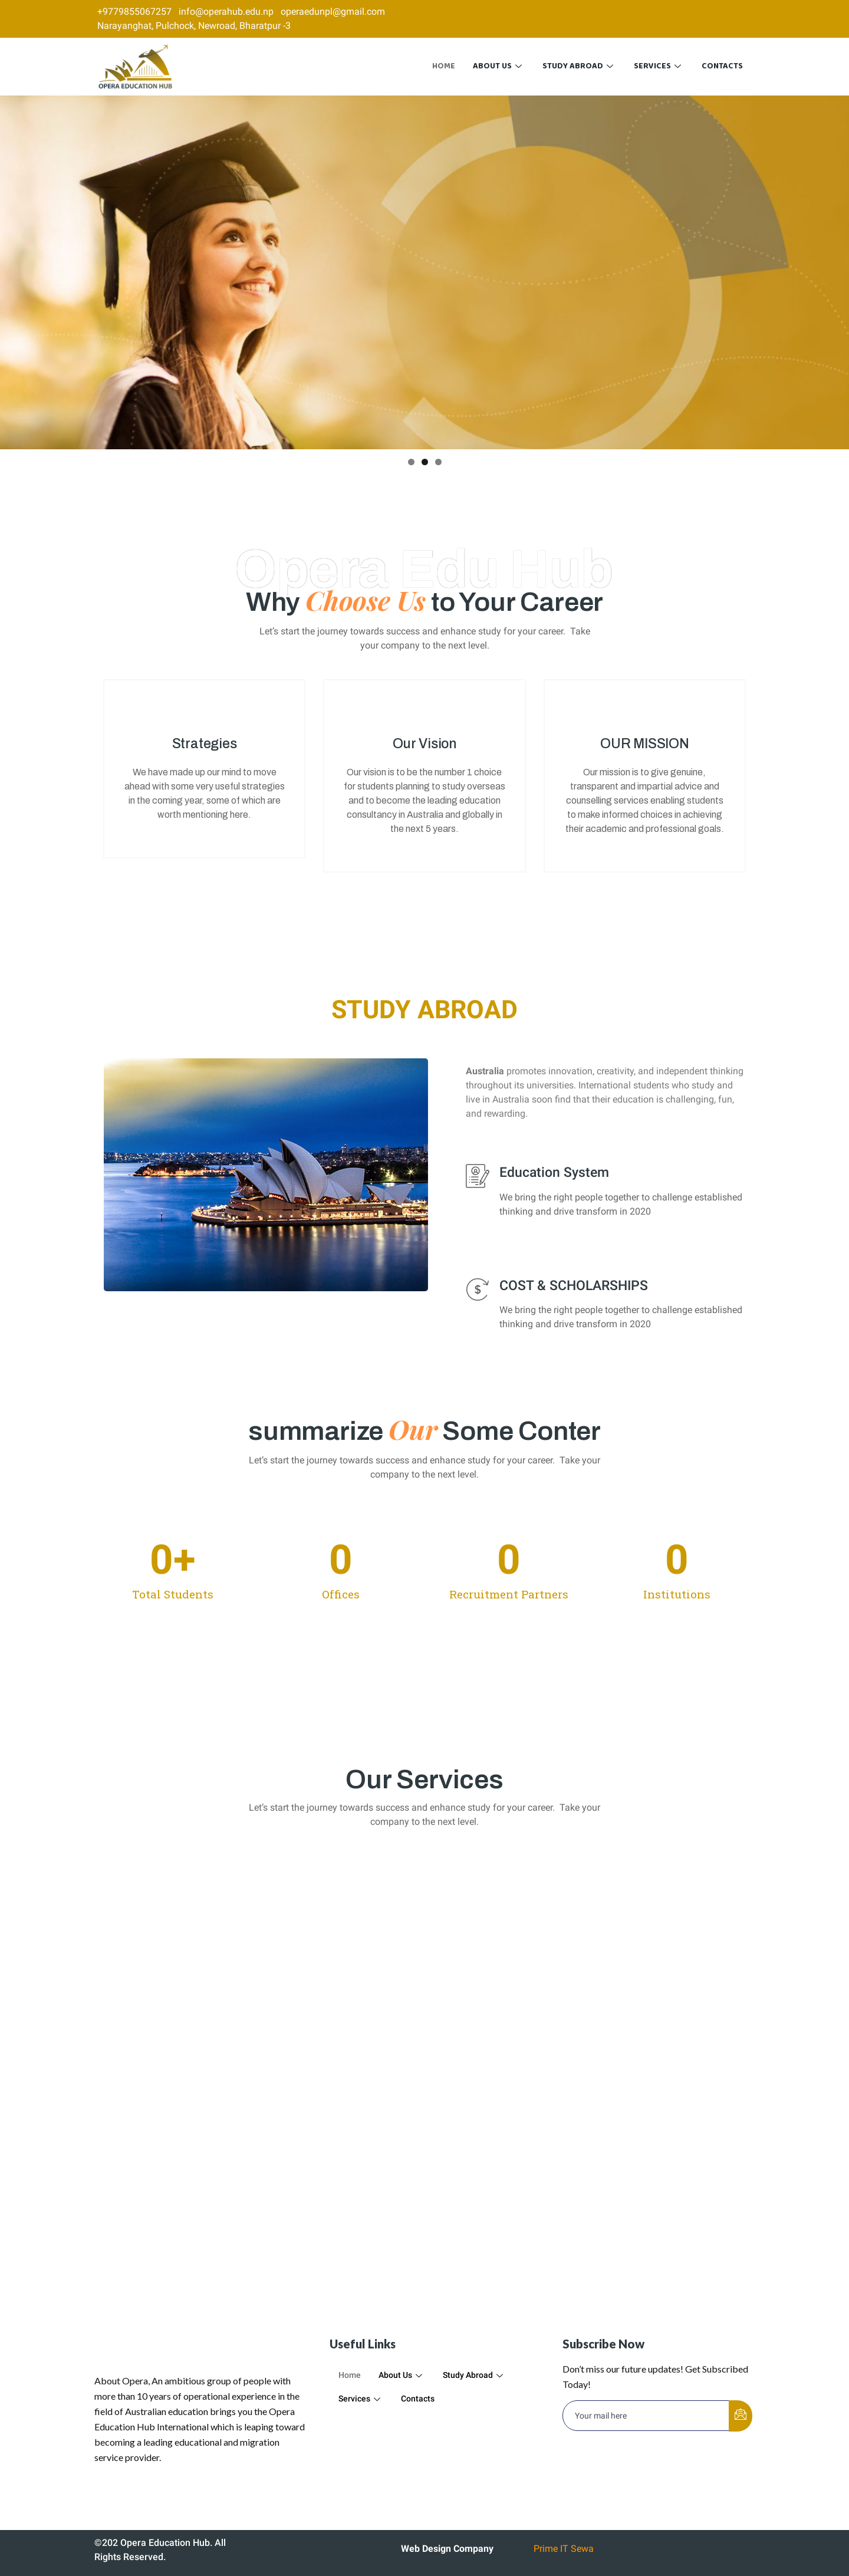 +9779855067257 info@operahub.edu.np operaedunpl@gmail.com
Narayanghat, Pulchock, Newroad, Bharatpur -3
OPERA EDUCATION HUB
HOME ABOUT US STUDY ABROAD SERVICES CONTACTS
Opera Edu Hub
Why Choose Us to Your Career
Let's start the journey towards success and enhance study for your career. Take
your company to the next level.
Strategies
We have made up our mind to move
ahead with some very useful strategies
in the coming year, some of which are
worth mentioning here.
Our Vision
Our vision is to be the number 1 choice
for students planning to study overseas
and to become the leading education
consultancy in Australia and globally in
the next 5 years.
OUR MISSION
Our mission is to give genuine,
transparent and impartial advice and
counselling services enabling students
to make informed choices in achieving
their academic and professional goals.
STUDY ABROAD
Australia promotes innovation, creativity, and independent thinking
throughout its universities. International students who study and
live in Australia soon find that their education is challenging, fun,
and rewarding.
Education System
We bring the right people together to challenge established
thinking and drive transform in 2020
COST & SCHOLARSHIPS
We bring the right people together to challenge established
thinking and drive transform in 2020
summarize Our Some Conter
Let's start the journey towards success and enhance study for your career. Take your
company to the next level.
0+ 0 0 0
Total Students Offices Recruitment Partners Institutions
Our Services
Let's start the journey towards success and enhance study for your career. Take your
company to the next level.
About Opera, An ambitious group of people with
more than 10 years of operational experience in the
field of Australian education brings you the Opera
Education Hub International which is leaping toward
becoming a leading educational and migration
service provider.
Useful Links
Home About Us Study Abroad
Services Contacts
Subscribe Now
Don't miss our future updates! Get Subscribed
Today!
Your mail here
©202 Opera Education Hub. All
Rights Reserved.
Web Design Company Prime IT Sewa